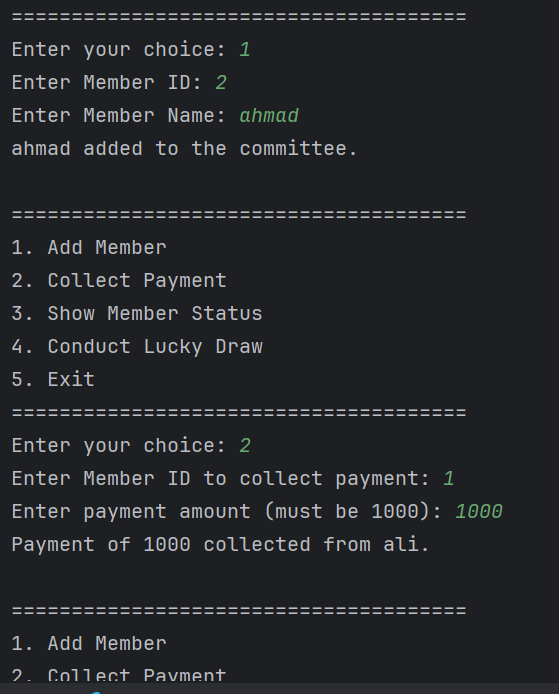 ======================================
Enter your choice: 1
Enter Member ID: 2
Enter Member Name: ahmad
ahmad added to the committee.
======================================
1. Add Member
2. Collect Payment
3. Show Member Status
4. Conduct Lucky Draw
5. Exit
======================================
Enter your choice: 2
Enter Member ID to collect payment: 1
Enter payment amount (must be 1000): 1000
Payment of 1000 collected from ali.
======================================
1. Add Member
2. Collect Payment